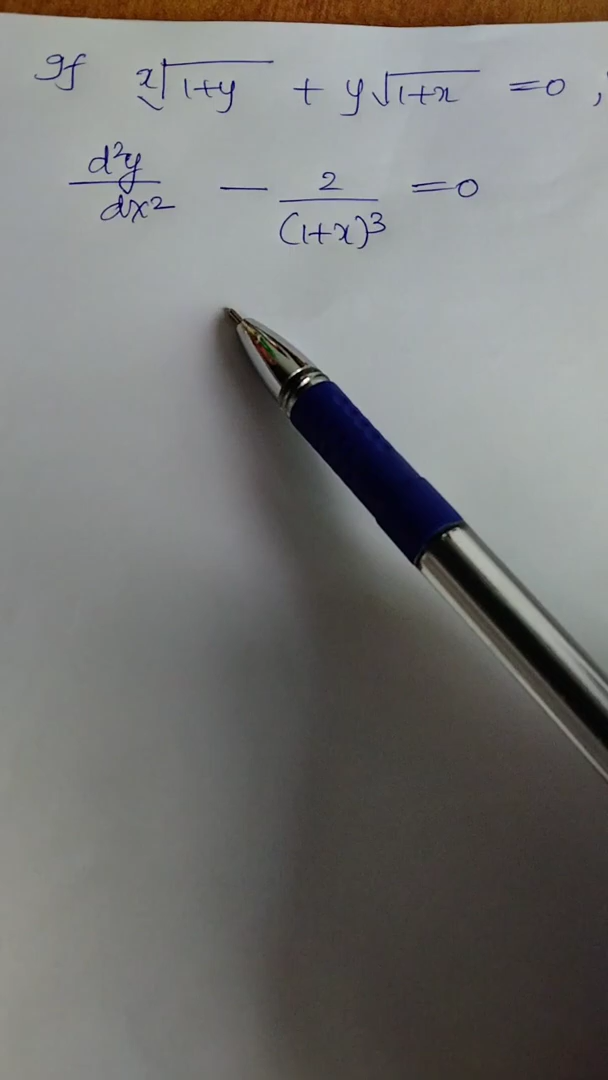 If x√(1+y) + y√(1+x) = 0,
d²y/dx² − 2/(1+x)³ = 0